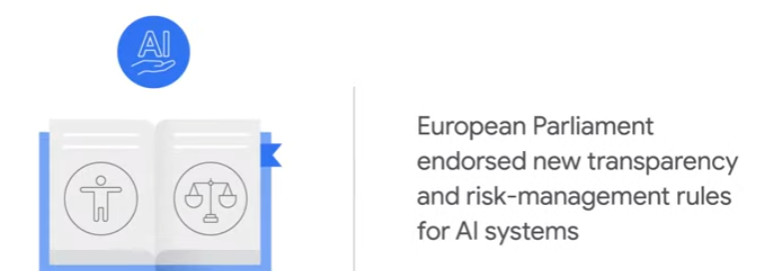 AI
European Parliament
endorsed new transparency
and risk-management rules
for AI systems